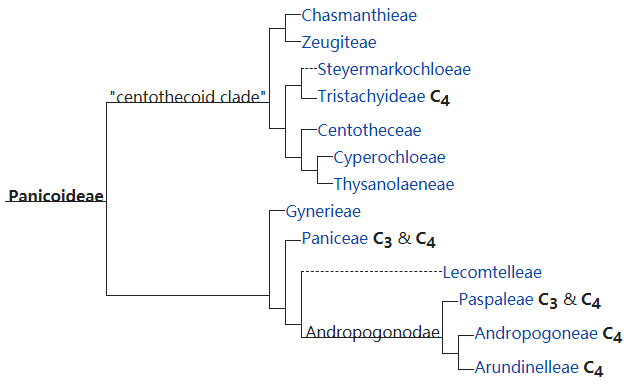 Chasmanthieae
Zeugiteae
Steyermarkochloeae
"centothecoid clade"
Tristachyideae C₄
Centotheceae
Cyperochloeae
Thysanolaeneae
Panicoideae
Gynerieae
Paniceae C₃ & C₄
Lecomtelleae
Paspaleae C₃ & C₄
Andropogonodae
Andropogoneae C₄
Arundinelleae C₄